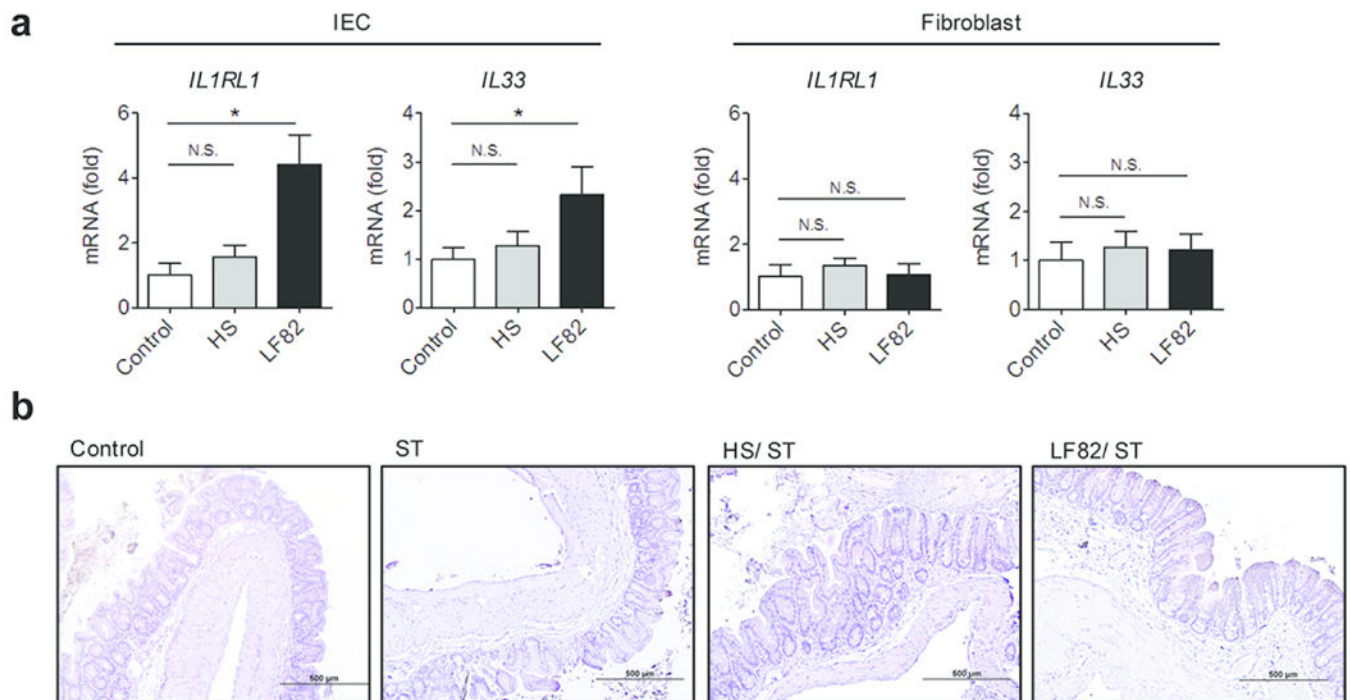 a
IEC
Fibroblast
IL1RL1
IL33
IL1RL1
IL33
mRNA (fold)
6
4
2
0
*
N.S.
Control
HS
LF82
mRNA (fold)
4
3
2
1
0
*
N.S.
Control
HS
LF82
mRNA (fold)
6
4
2
0
N.S.
N.S.
Control
HS
LF82
mRNA (fold)
4
3
2
1
0
N.S.
N.S.
Control
HS
LF82
b
Control
ST
HS/ ST
LF82/ ST
500 µm
500 µm
500 µm
500 µm